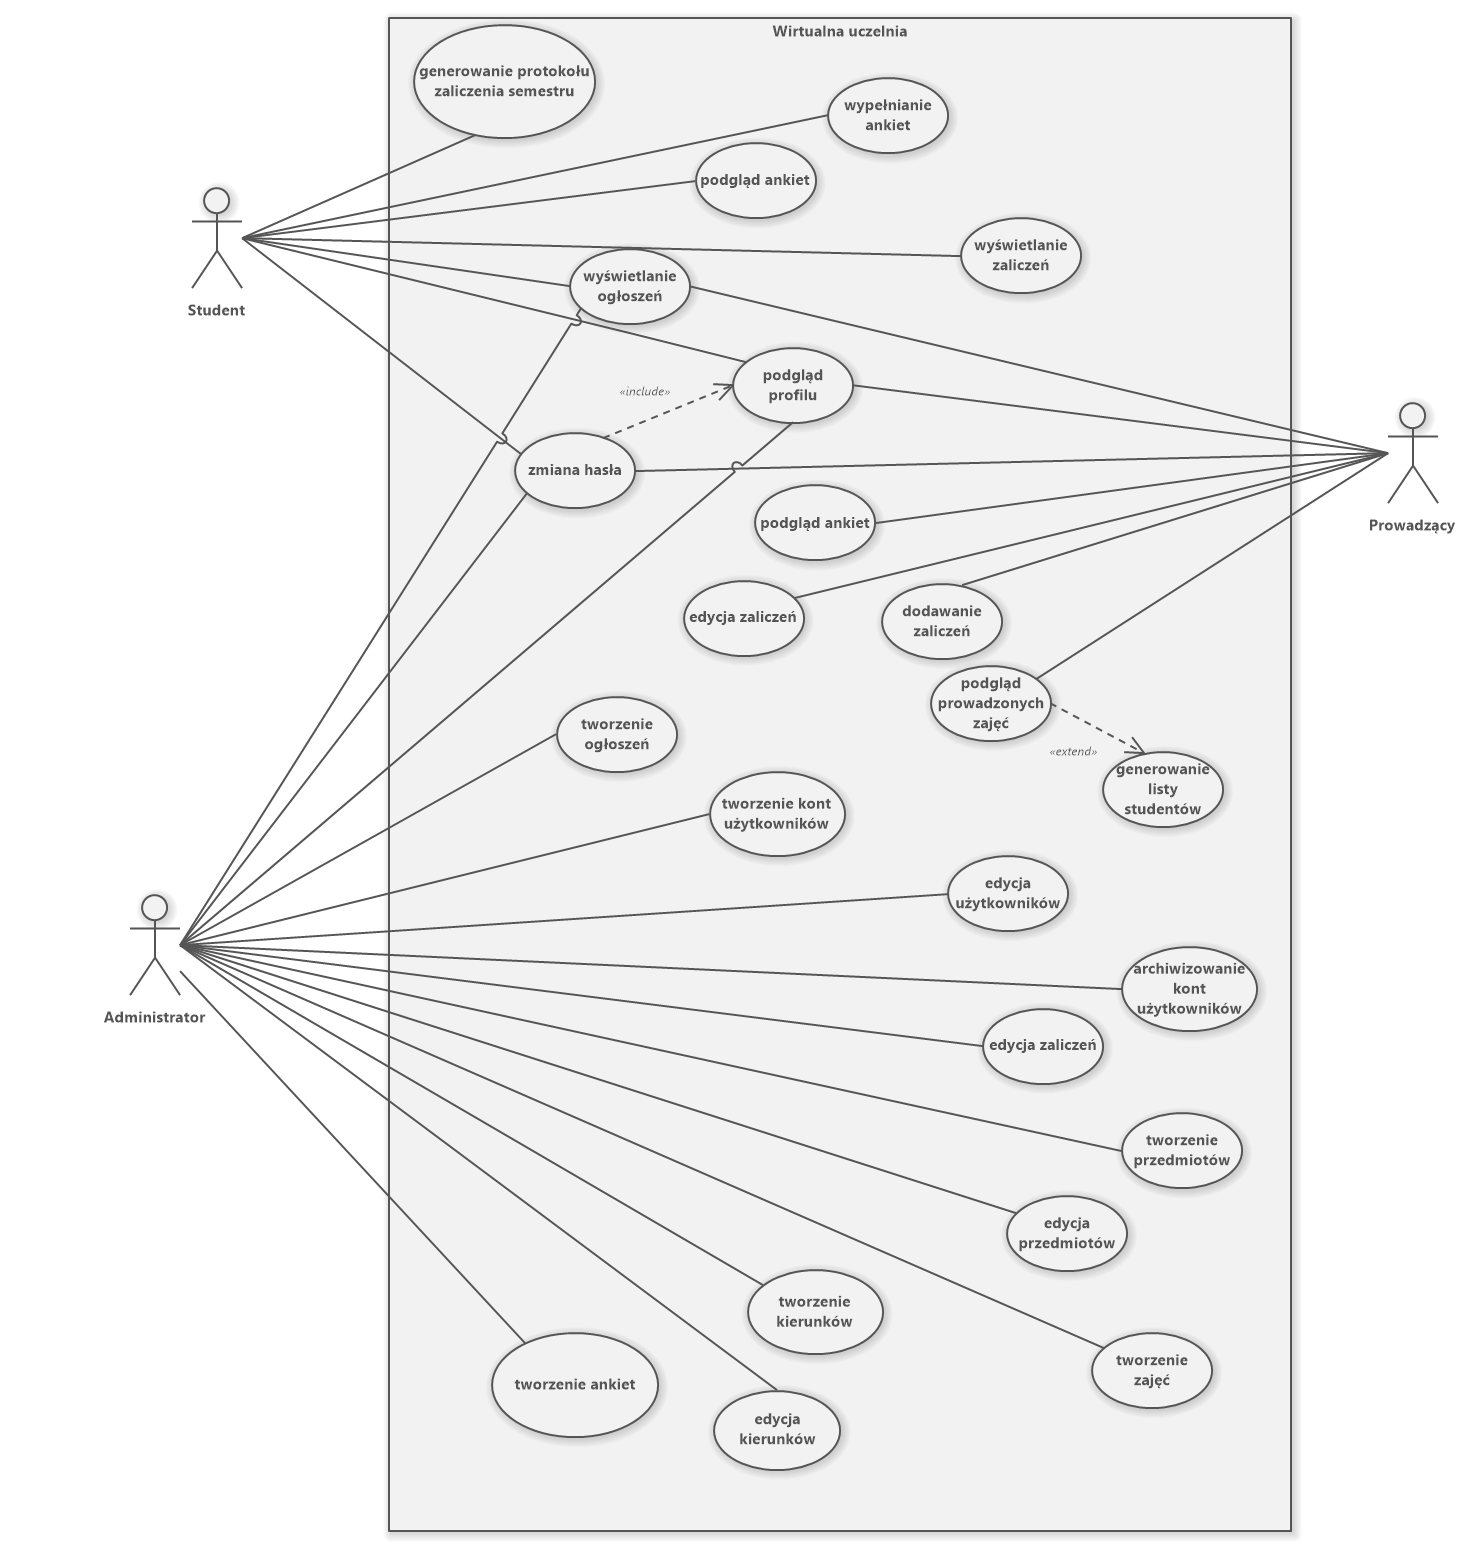 Wirtualna uczelnia
generowanie protokołu
zaliczenia semestru
wypełnianie
ankiet
podgląd ankiet
wyświetlanie
zaliczeń
wyświetlanie
ogłoszeń
Student
podgląd
profilu
«include»
zmiana hasła
podgląd ankiet
Prowadzący
edycja zaliczeń
dodawanie
zaliczeń
podgląd
prowadzonych
zajęć
«extend»
generowanie
listy
studentów
tworzenie
ogłoszeń
tworzenie kont
użytkowników
edycja
użytkowników
archiwizowanie
kont
użytkowników
Administrator
edycja zaliczeń
tworzenie
przedmiotów
edycja
przedmiotów
tworzenie
kierunków
tworzenie
zajęć
tworzenie ankiet
edycja
kierunków